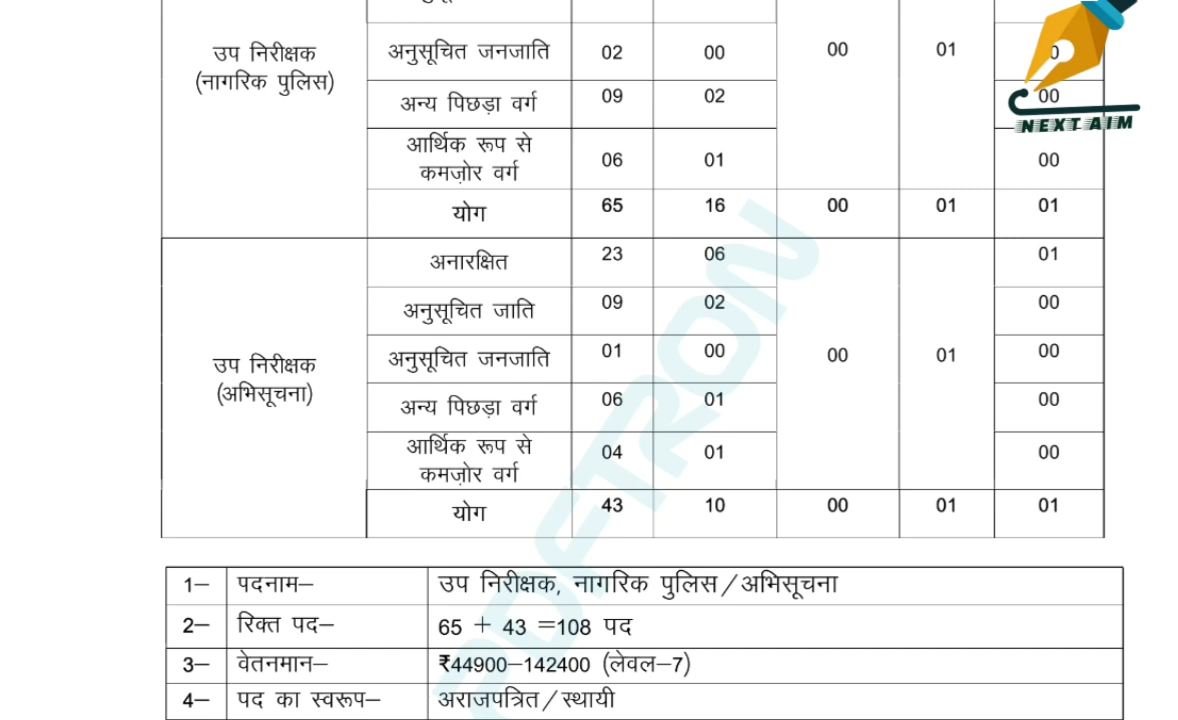 उप निरीक्षक
(नागरिक पुलिस)
अनुसूचित जनजाति 02 00 00 01
अन्य पिछड़ा वर्ग 09 02 00
आर्थिक रूप से
कमज़ोर वर्ग 06 01 00
योग 65 16 00 01 01
NEXT AIM
उप निरीक्षक
(अभिसूचना)
अनारक्षित 23 06 01
अनुसूचित जाति 09 02 00
अनुसूचित जनजाति 01 00 00 01 00
अन्य पिछड़ा वर्ग 06 01 00
आर्थिक रूप से
कमज़ोर वर्ग 04 01 00
योग 43 10 00 01 01
1– पदनाम– उप निरीक्षक, नागरिक पुलिस/अभिसूचना
2– रिक्त पद– 65 + 43 =108 पद
3– वेतनमान– ₹44900–142400 (लेवल–7)
4– पद का स्वरूप– अराजपत्रित/स्थायी
PDFTRON